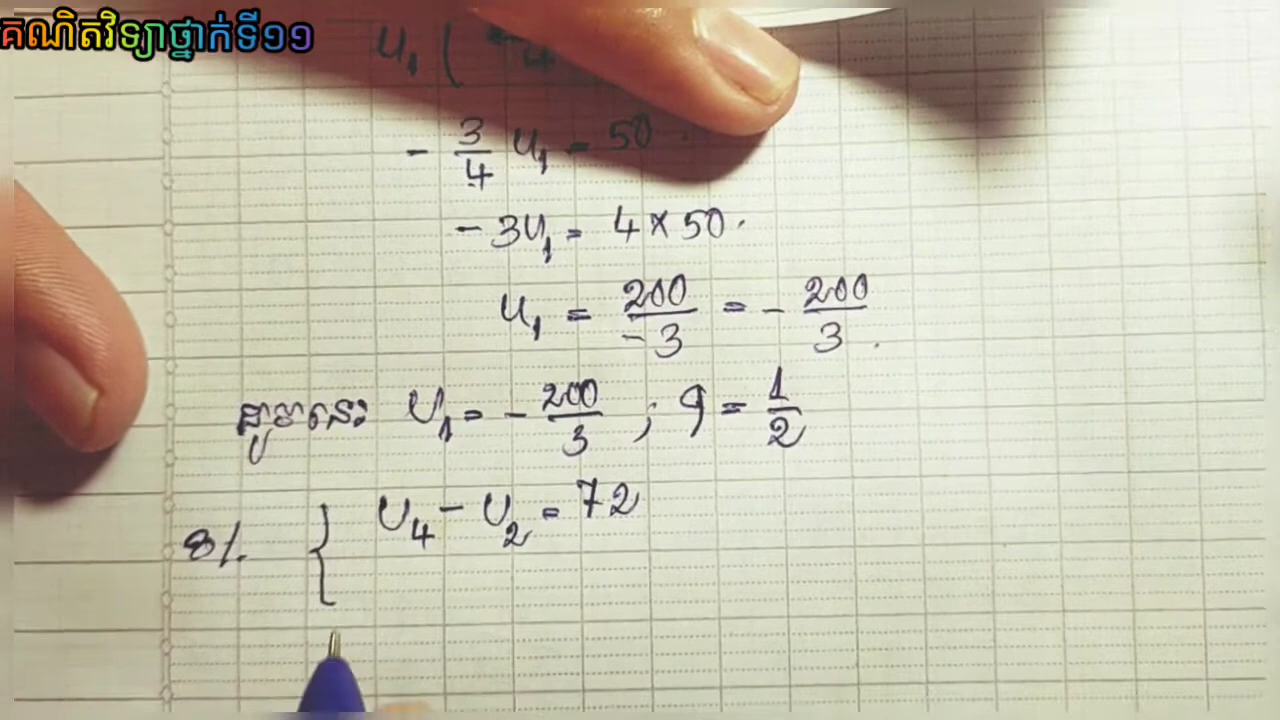 គណិតវិទ្យាថ្នាក់ទី១១
U₁ (
- 3/4 U₁ = 50.
- 3U₁ = 4 × 50.
U₁ = 200/-3 = - 200/3.
ដូចនេះ U₁ = - 200/3 ; q = 1/2
{ U₄ - U₂ = 72